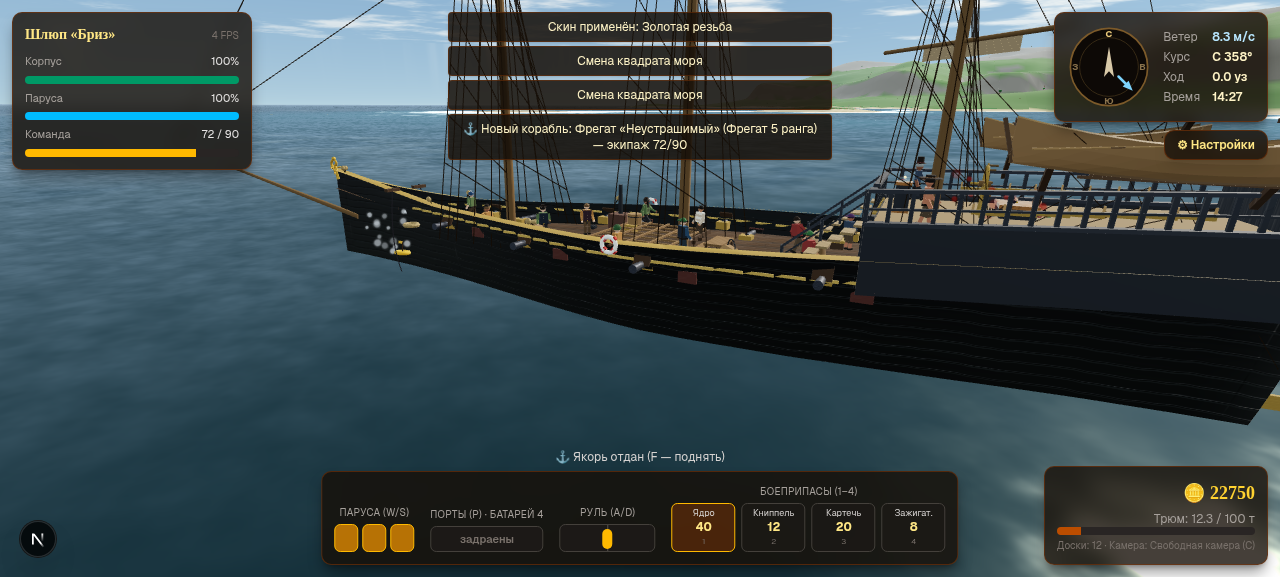 Шлюп «Бриз»
4 FPS
Корпус 100%
Паруса 100%
Команда 72 / 90
Скин применён: Золотая резьба
Смена квадрата моря
Смена квадрата моря
⚓ Новый корабль: Фрегат «Неустрашимый» (Фрегат 5 ранга)
— экипаж 72/90
С
З
В
Ю
Ветер 8.3 м/с
Курс С 358°
Ход 0.0 уз
Время 14:27
⚙ Настройки
⚓ Якорь отдан (F — поднять)
ПАРУСА (W/S)
ПОРТЫ (P) · БАТАРЕЙ 4
задраены
РУЛЬ (A/D)
БОЕПРИПАСЫ (1–4)
Ядро
40
1
Книппель
12
2
Картечь
20
3
Зажигат.
8
4
22750
Трюм: 12.3 / 100 т
Доски: 12 · Камера: Свободная камера (C)
N